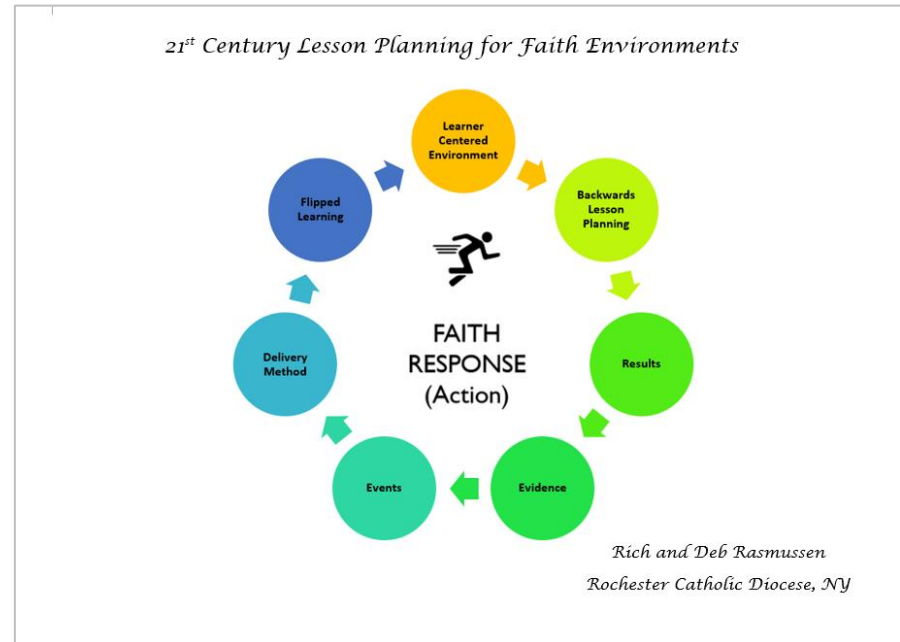 21st Century Lesson Planning for Faith Environments
Learner
Centered
Environment
Backwards
Lesson
Planning
Results
Evidence
Events
Delivery
Method
Flipped
Learning
FAITH
RESPONSE
(Action)
Rich and Deb Rasmussen
Rochester Catholic Diocese, NY